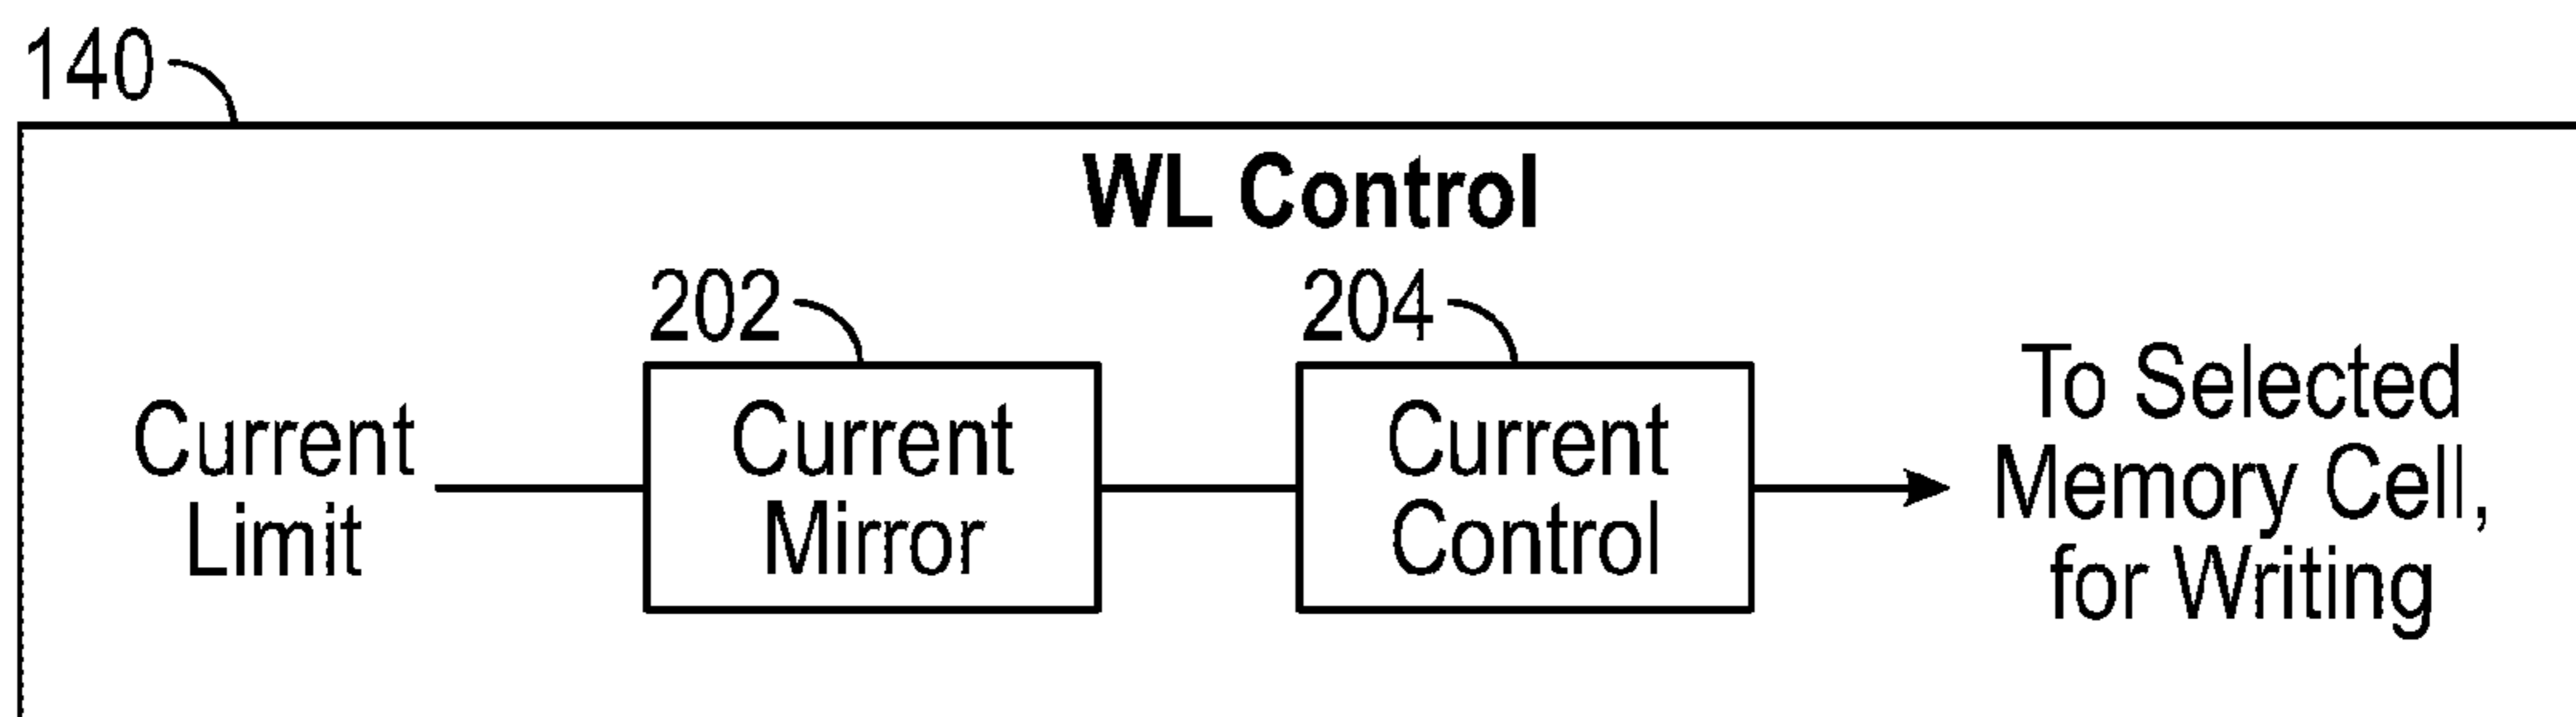 140
WL Control
202
204
Current
Limit
Current
Mirror
Current
Control
To Selected
Memory Cell,
for Writing